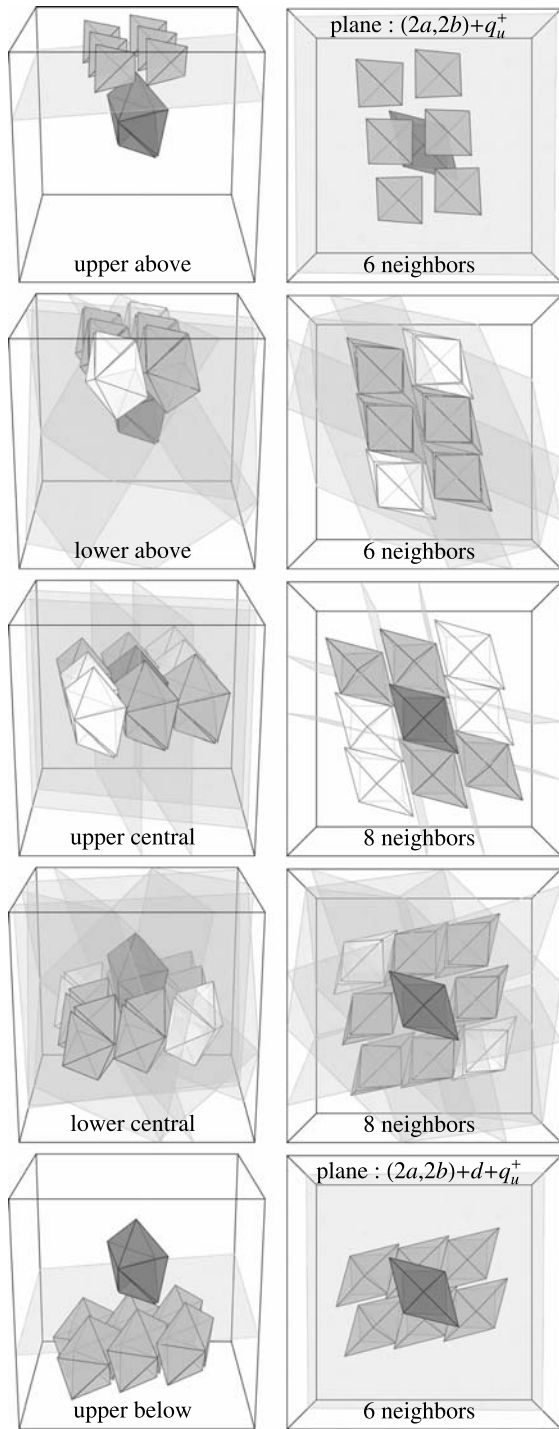 plane : (2a,2b)+q_u^+
upper above
6 neighbors
lower above
6 neighbors
upper central
8 neighbors
lower central
8 neighbors
plane : (2a,2b)+d+q_u^+
upper below
6 neighbors